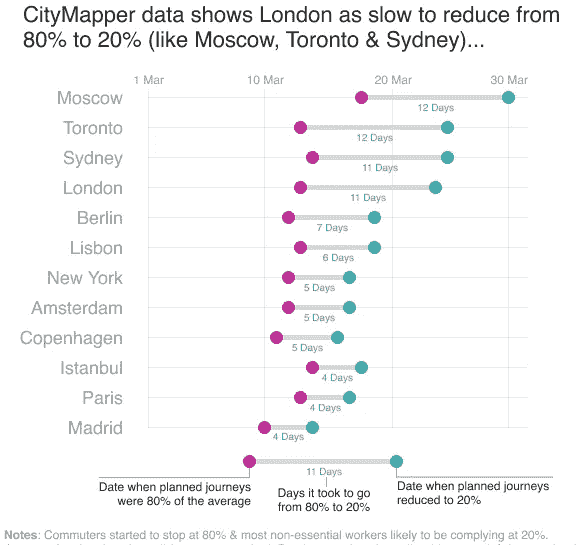 CityMapper data shows London as slow to reduce from
80% to 20% (like Moscow, Toronto & Sydney)...
1 Mar 10 Mar 20 Mar 30 Mar
Moscow
12 Days
Toronto
12 Days
Sydney
11 Days
London
11 Days
Berlin
7 Days
Lisbon
6 Days
New York
5 Days
Amsterdam
5 Days
Copenhagen
5 Days
Istanbul
4 Days
Paris
4 Days
Madrid
4 Days
11 Days
Date when planned journeys
were 80% of the average
Days it took to go
from 80% to 20%
Date when planned journeys
reduced to 20%
Notes: Commuters started to stop at 80% & most non-essential workers likely to be complying at 20%.